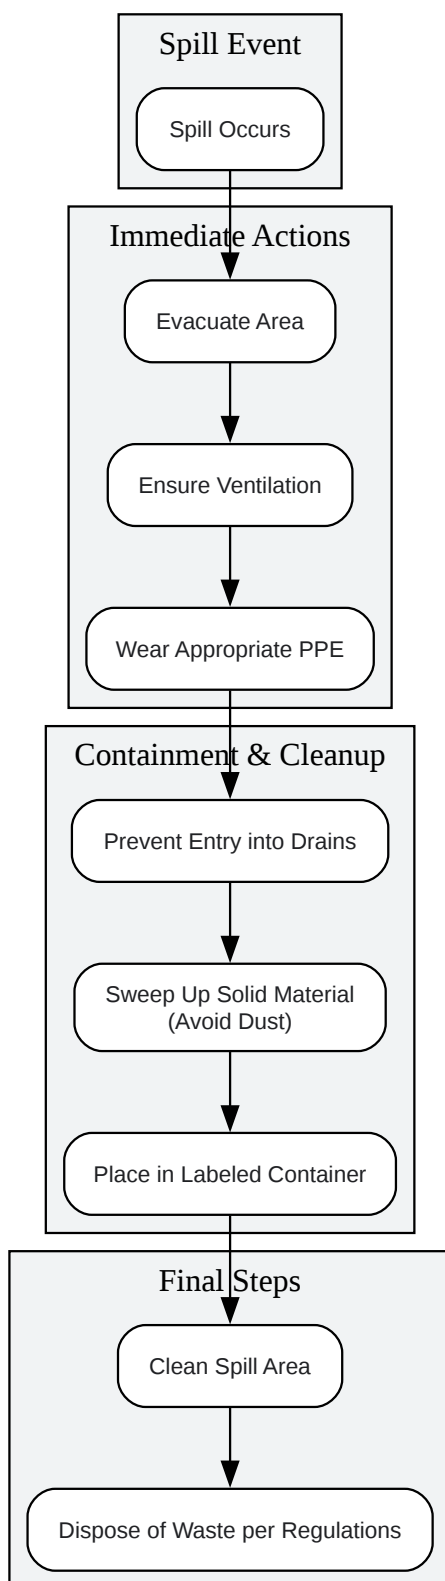 Spill Event
Spill Occurs
Immediate Actions
Evacuate Area
Ensure Ventilation
Wear Appropriate PPE
Containment & Cleanup
Prevent Entry into Drains
Sweep Up Solid Material
(Avoid Dust)
Place in Labeled Container
Final Steps
Clean Spill Area
Dispose of Waste per Regulations